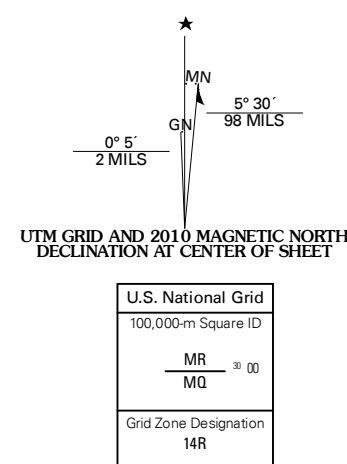 MN
5° 30´
98 MILS
GN
0° 5´
2 MILS
UTM GRID AND 2010 MAGNETIC NORTH
DECLINATION AT CENTER OF SHEET
U.S. National Grid
100,000-m Square ID
MR
30 00
MQ
Grid Zone Designation
14R